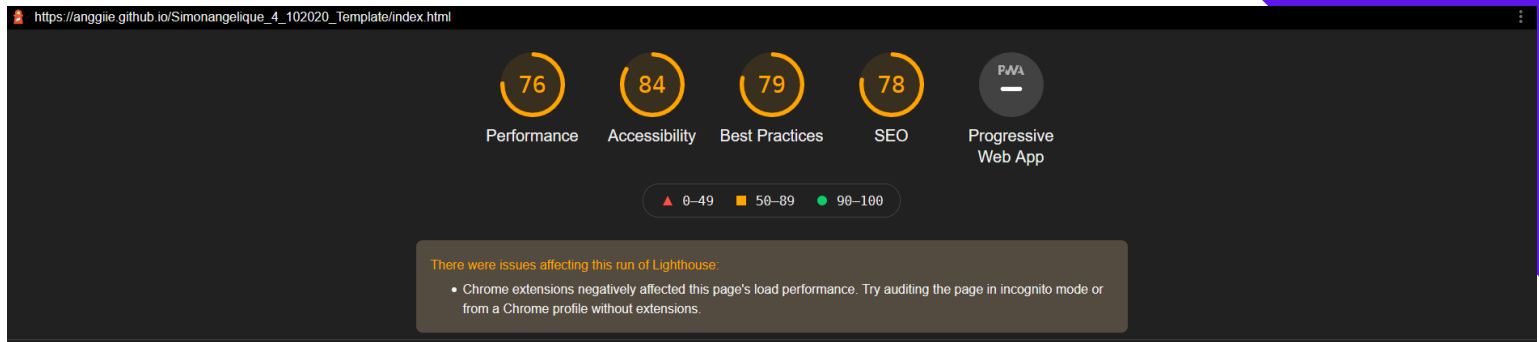 https://anggiie.github.io/Simonangelique_4_102020_Template/index.html
76 84 79 78 PWA
Performance Accessibility Best Practices SEO Progressive
Web App
0–49 50–89 90–100
There were issues affecting this run of Lighthouse:
• Chrome extensions negatively affected this page's load performance. Try auditing the page in incognito mode or
from a Chrome profile without extensions.